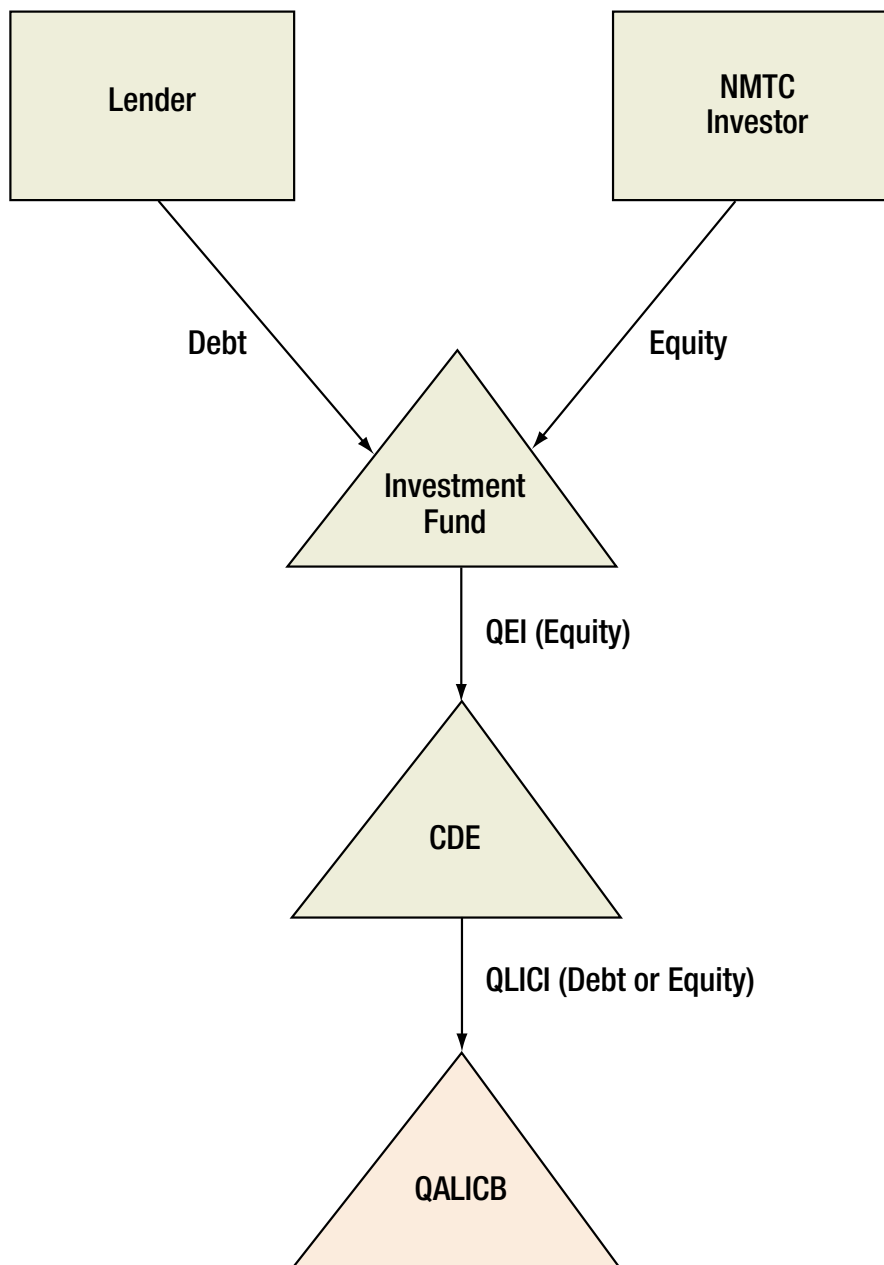 Lender
NMTC
Investor
Debt
Equity
Investment
Fund
QEI (Equity)
CDE
QLICI (Debt or Equity)
QALICB